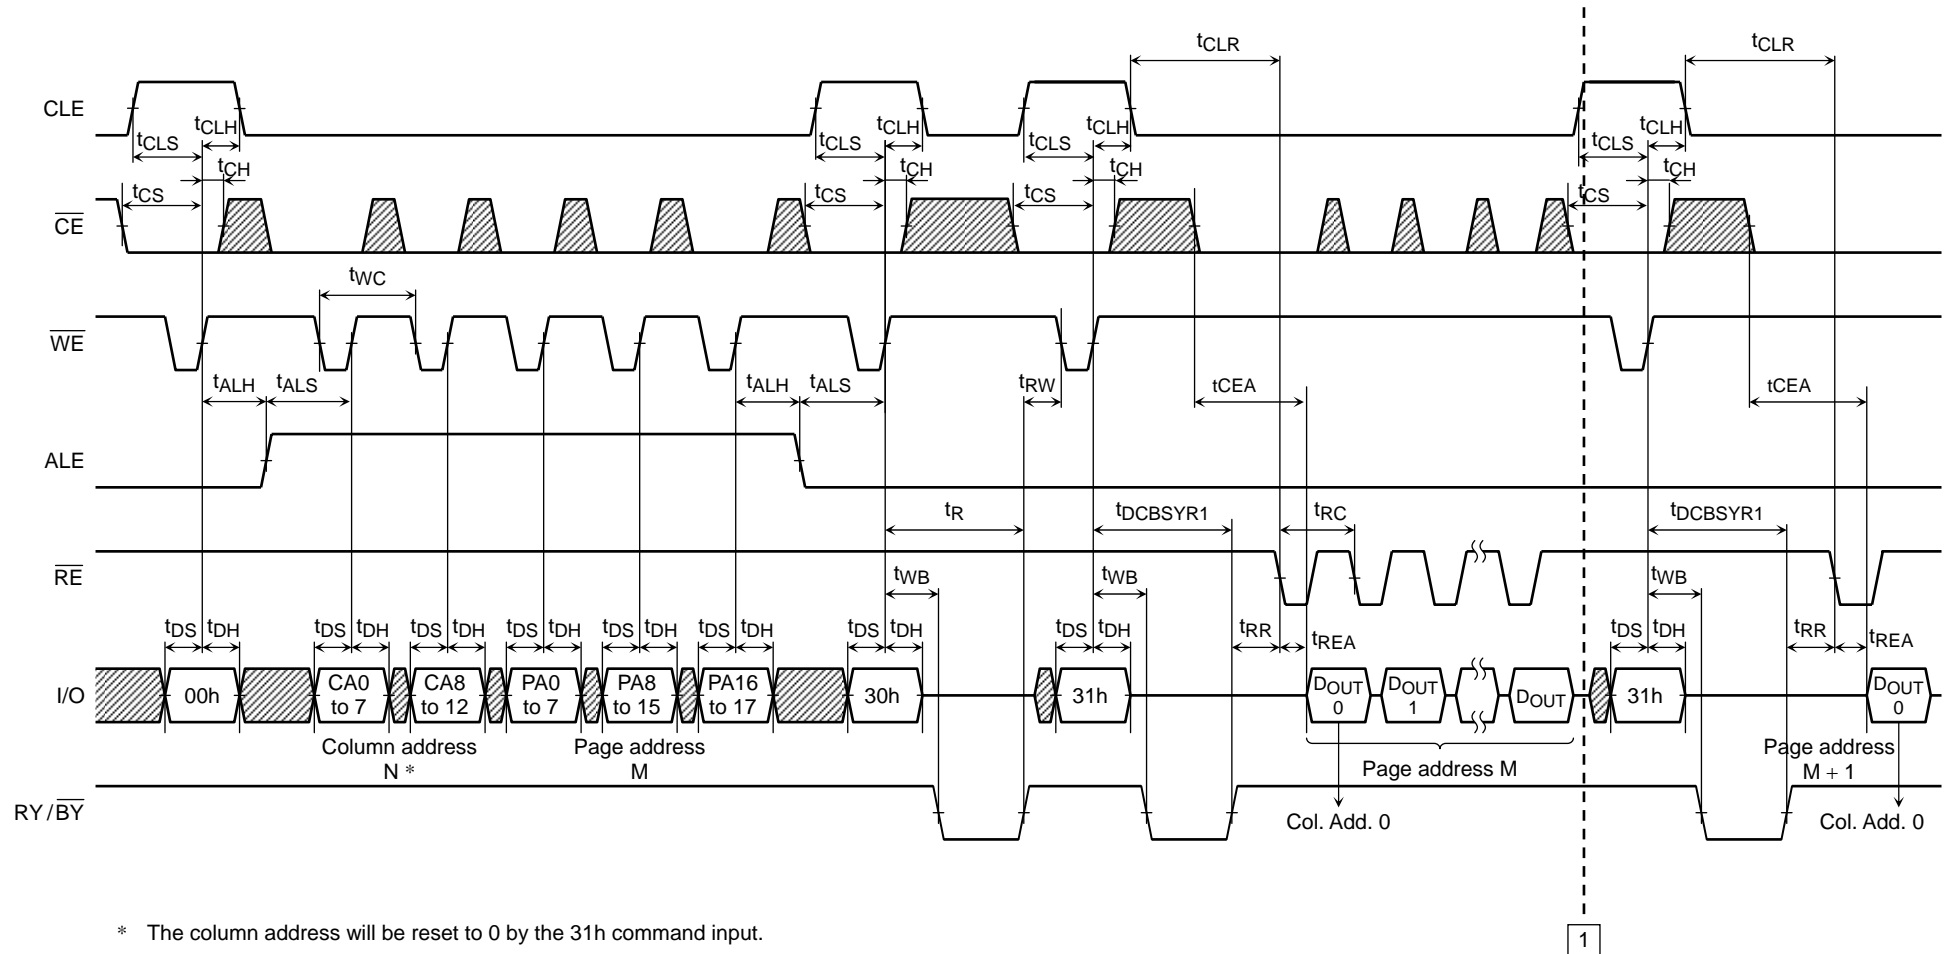 tCLR tCLR
CLE
tCLS tCLH tCLS tCLH tCLS tCLH tCLS tCLH
tCS tCH tCS tCH tCS tCH tCS tCH
CE
tWC
WE
tALH tALS tALH tALS tRW tCEA tCEA
ALE
tR tDCBSYR1 tRC tDCBSYR1
RE
tWB tWB tWB
tDS tDH tDS tDH tDS tDH tDS tDH tDS tDH tDS tDH tDS tDH tDS tDH tRR tREA tDS tDH tRR tREA
I/O
00h
CA0 to 7
CA8 to 12
PA0 to 7
PA8 to 15
PA16 to 17
30h
31h
DOUT 0
DOUT 1
DOUT
31h
DOUT 0
Column address
N *
Page address
M
Page address M
Page address
M + 1
RY/BY
Col. Add. 0 Col. Add. 0
* The column address will be reset to 0 by the 31h command input.
1